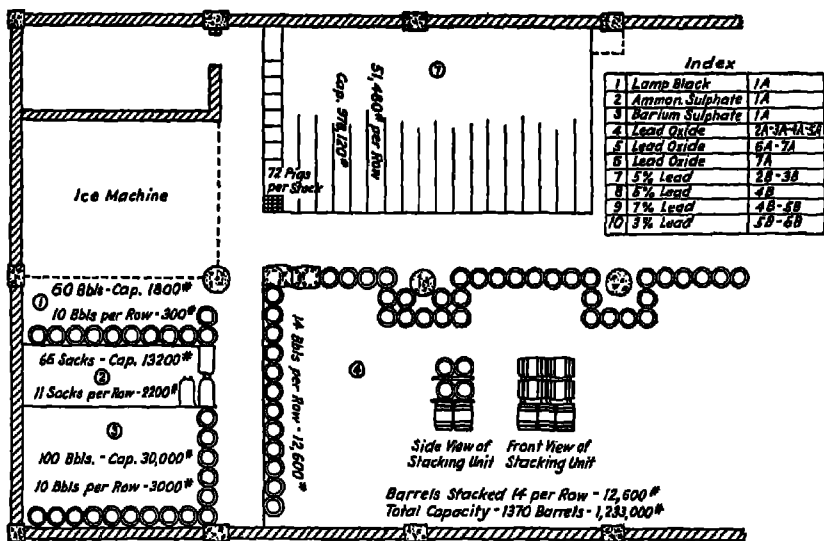 51,480# per Row
Cap. 978,120#
7
72 Pigs
per Stack
Ice Machine
Index
1 Lamp Black 1A
2 Ammon. Sulphate 1A
3 Barium Sulphate 1A
4 Lead Oxide 2A-3A-4A-5A
5 Lead Oxide 6A-7A
6 Lead Oxide 7A
7 5% Lead 2B-3B
8 6% Lead 4B
9 7% Lead 4B-5B
10 3% Lead 5B-6B
60 Bbls-Cap. 1800#
1
10 Bbls per Row-300#
66 Sacks - Cap. 13200#
2
11 Sacks per Row-2200#
3
100 Bbls. - Cap. 30,000#
10 Bbls per Row-3000#
14 Bbls per Row-12,600#
4
Side View of
Stacking Unit
Front View of
Stacking Unit
Barrels Stacked 14 per Row-12,600#
Total Capacity-1370 Barrels-1,233,000#